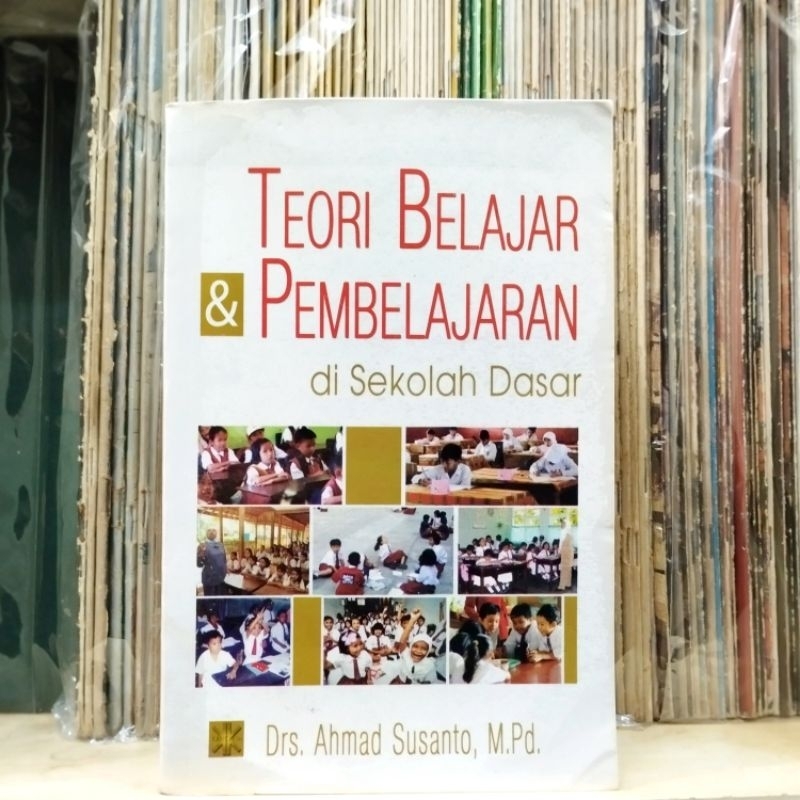 TEORI BELAJAR
& PEMBELAJARAN
di Sekolah Dasar
Drs. Ahmad Susanto, M.Pd.